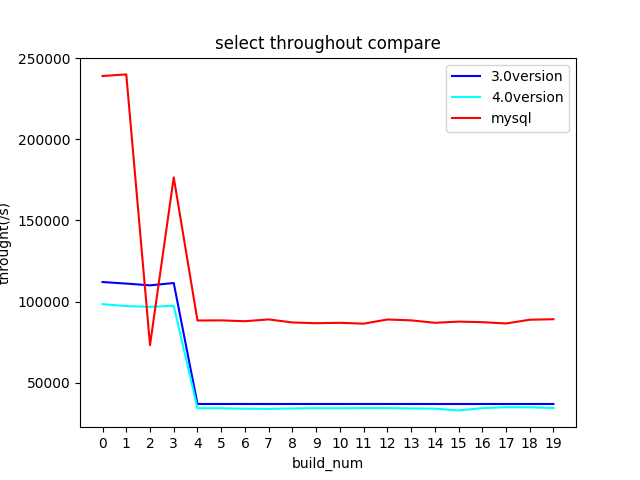 select throughout compare
250000
200000
150000
100000
50000
throught(/s)
3.0version
4.0version
mysql
0 1 2 3 4 5 6 7 8 9 10 11 12 13 14 15 16 17 18 19
build_num